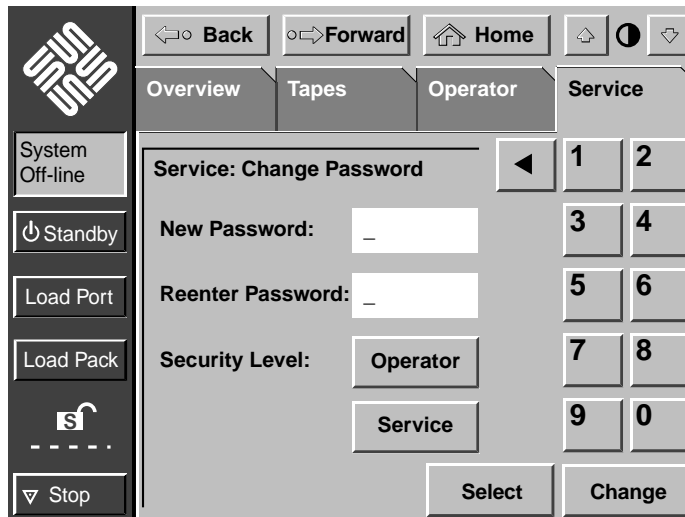 Back Forward Home
Overview Tapes Operator Service
System
Off-line
Standby
Load Port
Load Pack
S
Stop
Service: Change Password
New Password: _
Reenter Password: _
Security Level: Operator
Service
1 2
3 4
5 6
7 8
9 0
Select Change